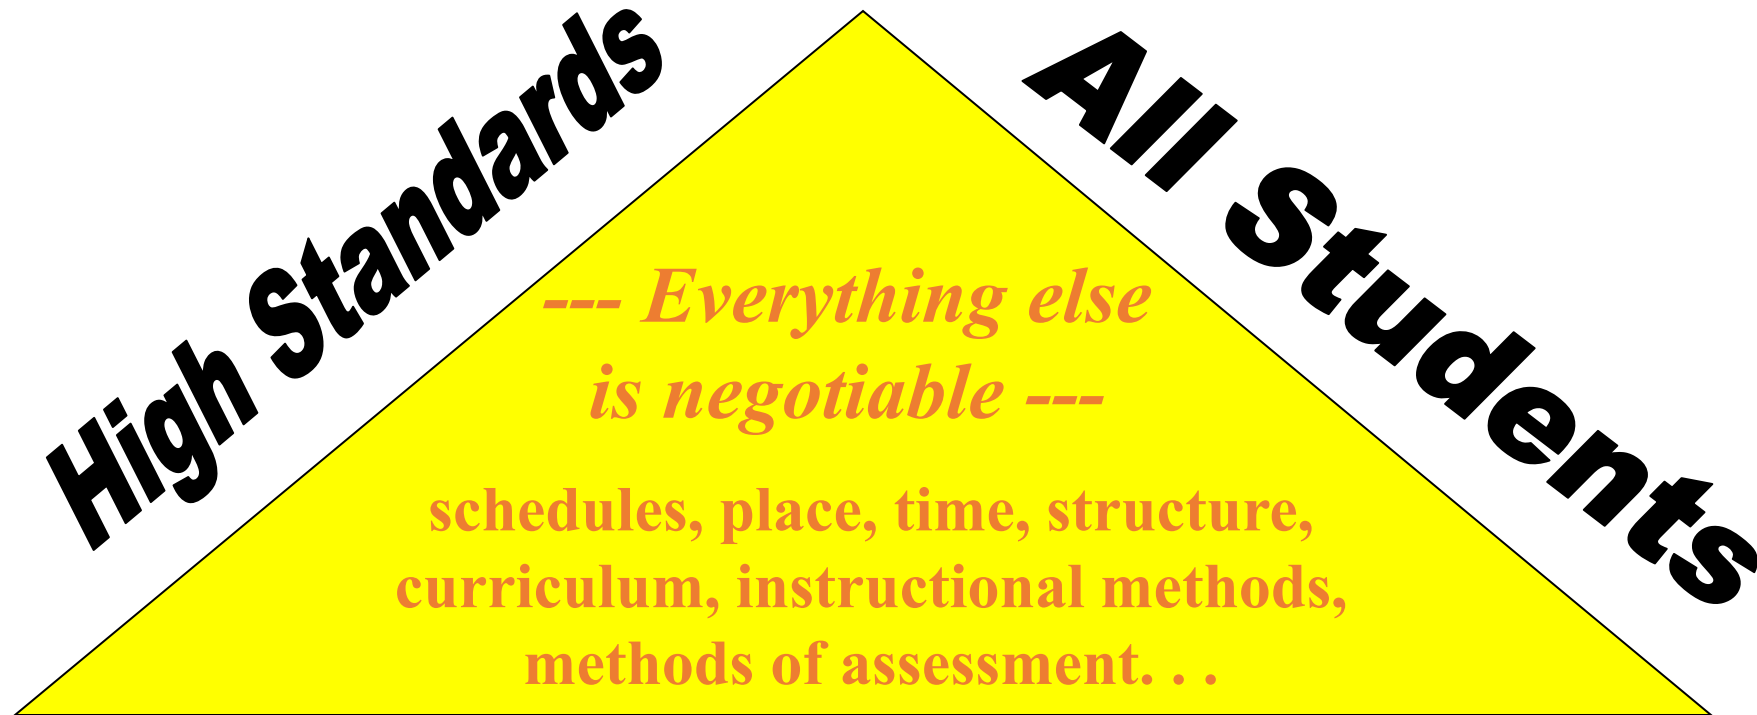 High Standards
All Students
--- Everything else
is negotiable ---
schedules, place, time, structure,
curriculum, instructional methods,
methods of assessment. . .